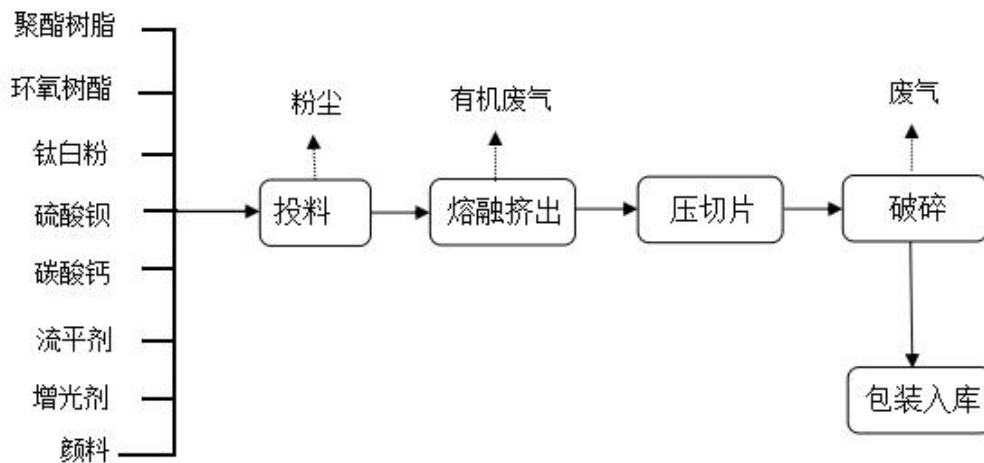 聚酯树脂
环氧树酯
钛白粉
硫酸钡
碳酸钙
流平剂
增光剂
颜料
粉尘
有机废气
废气
投料
熔融挤出
压切片
破碎
包装入库